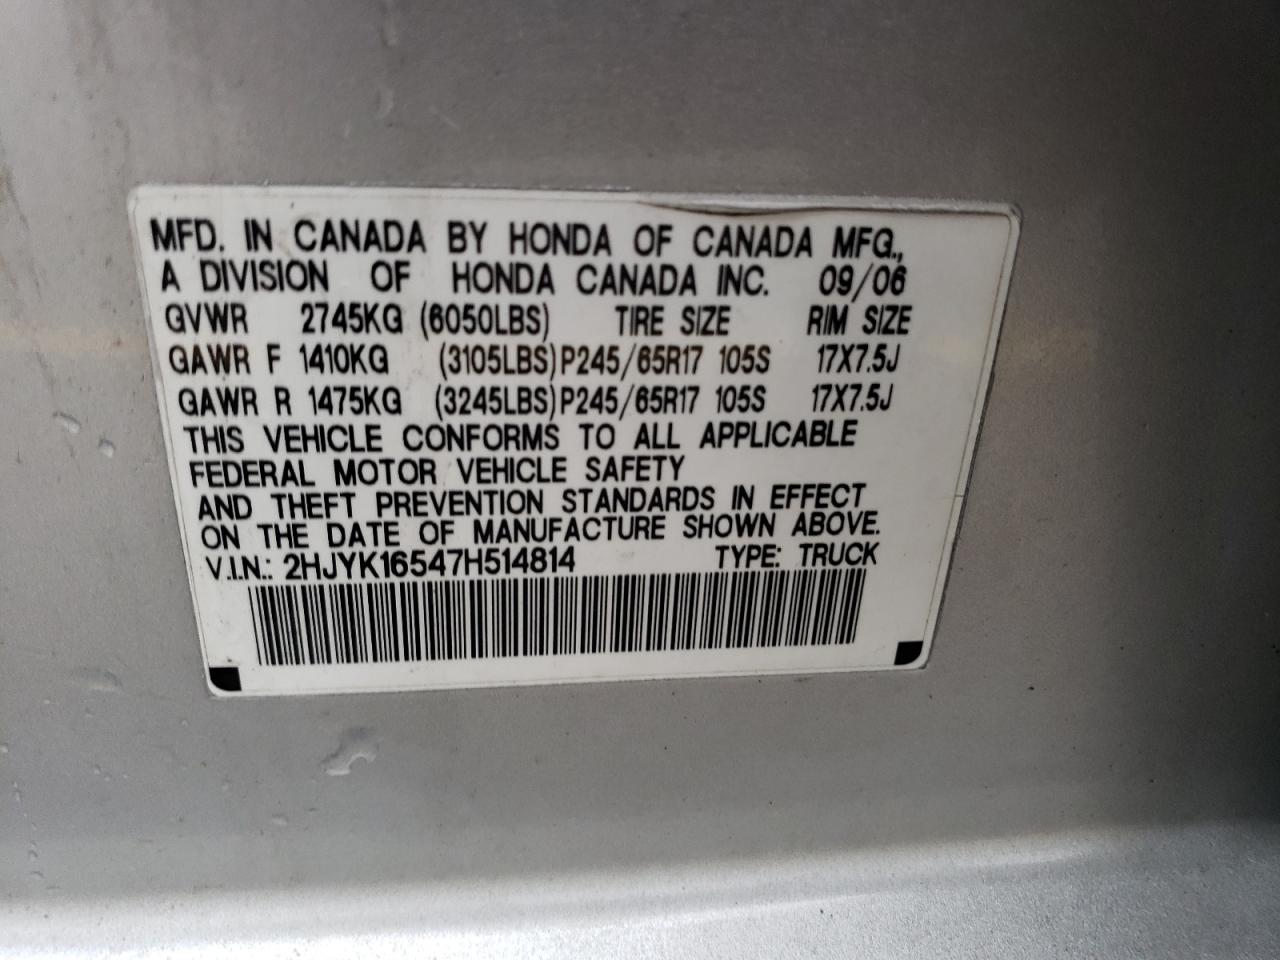 MFD. IN CANADA BY HONDA OF CANADA MFG.,
A DIVISION OF HONDA CANADA INC. 09/06
GVWR 2745KG (6050LBS) TIRE SIZE RIM SIZE
GAWR F 1410KG (3105LBS) P245/65R17 105S 17X7.5J
GAWR R 1475KG (3245LBS) P245/65R17 105S 17X7.5J
THIS VEHICLE CONFORMS TO ALL APPLICABLE
FEDERAL MOTOR VEHICLE SAFETY
AND THEFT PREVENTION STANDARDS IN EFFECT
ON THE DATE OF MANUFACTURE SHOWN ABOVE.
V.I.N.: 2HJYK16547H514814 TYPE: TRUCK